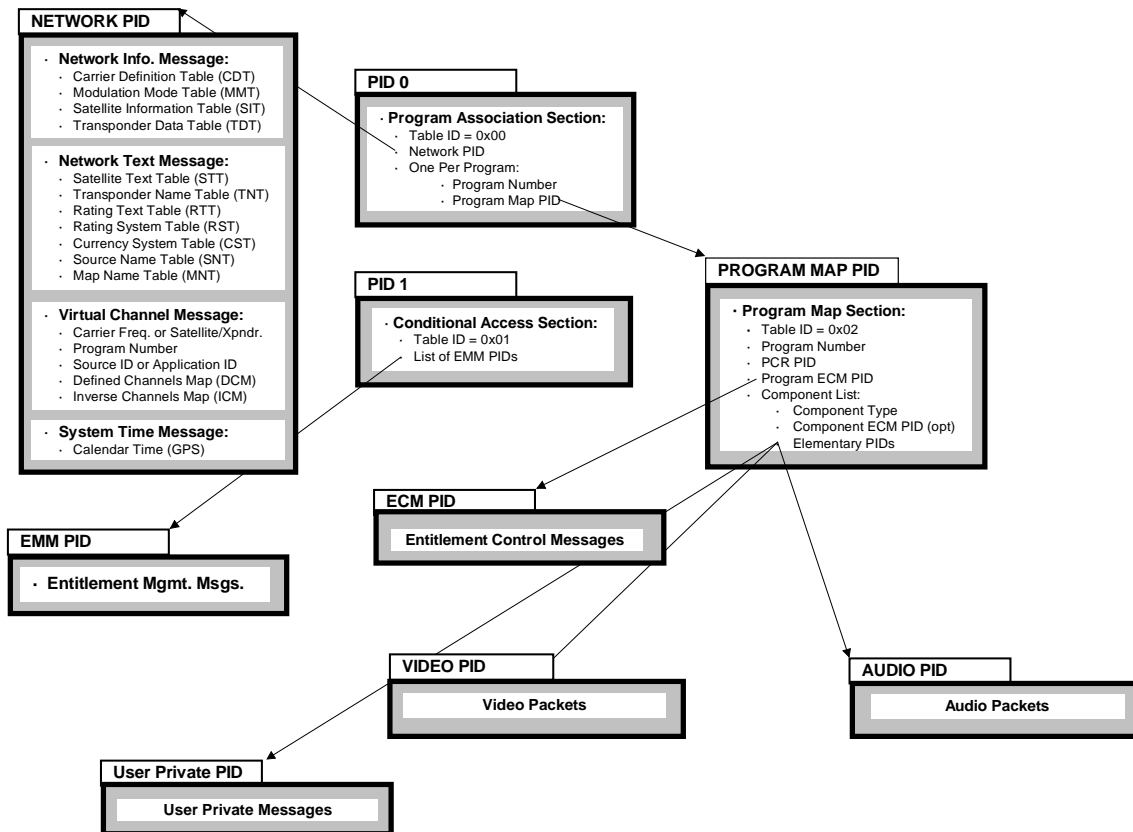 NETWORK PID
· Network Info. Message:
· Carrier Definition Table (CDT)
· Modulation Mode Table (MMT)
· Satellite Information Table (SIT)
· Transponder Data Table (TDT)
· Network Text Message:
· Satellite Text Table (STT)
· Transponder Name Table (TNT)
· Rating Text Table (RTT)
· Rating System Table (RST)
· Currency System Table (CST)
· Source Name Table (SNT)
· Map Name Table (MNT)
· Virtual Channel Message:
· Carrier Freq. or Satellite/Xpndr.
· Program Number
· Source ID or Application ID
· Defined Channels Map (DCM)
· Inverse Channels Map (ICM)
· System Time Message:
· Calendar Time (GPS)
PID 0
· Program Association Section:
· Table ID = 0x00
· Network PID
· One Per Program:
· Program Number
· Program Map PID
PID 1
· Conditional Access Section:
· Table ID = 0x01
· List of EMM PIDs
PROGRAM MAP PID
· Program Map Section:
· Table ID = 0x02
· Program Number
· PCR PID
· Program ECM PID
· Component List:
· Component Type
· Component ECM PID (opt)
· Elementary PIDs
ECM PID
Entitlement Control Messages
EMM PID
· Entitlement Mgmt. Msgs.
VIDEO PID
Video Packets
AUDIO PID
Audio Packets
User Private PID
User Private Messages